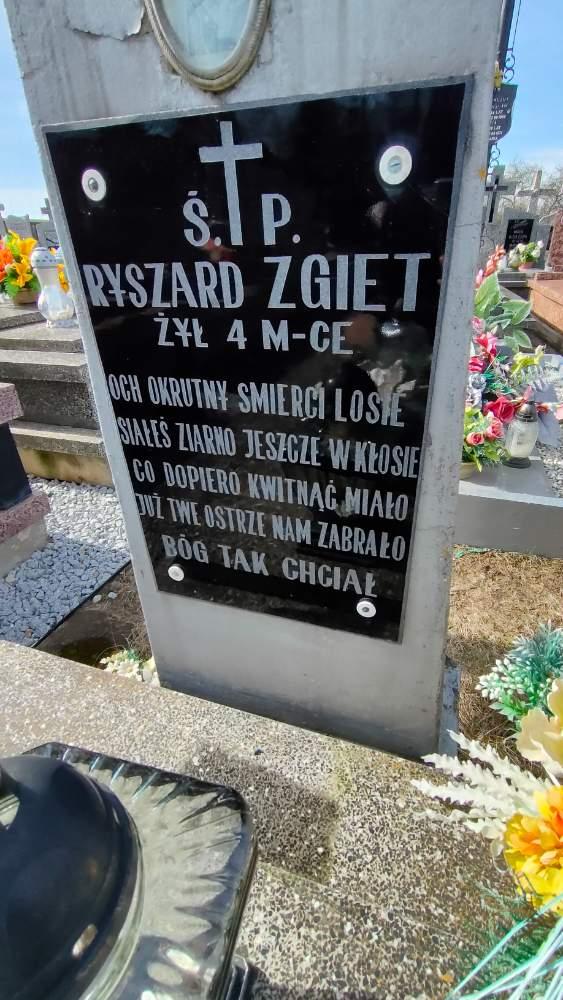 Ś. P.
RYSZARD ZGIET
ŻYŁ 4 M-CE
OCH OKRUTNY SMIERCI LOSIE
SIAŁEŚ ZIARNO JESZCZE W KŁOSIE
CO DOPIERO KWITNĄĆ MIAŁO
JUŻ TWE OSTRZE NAM ZABRAŁO
BÓG TAK CHCIAŁ